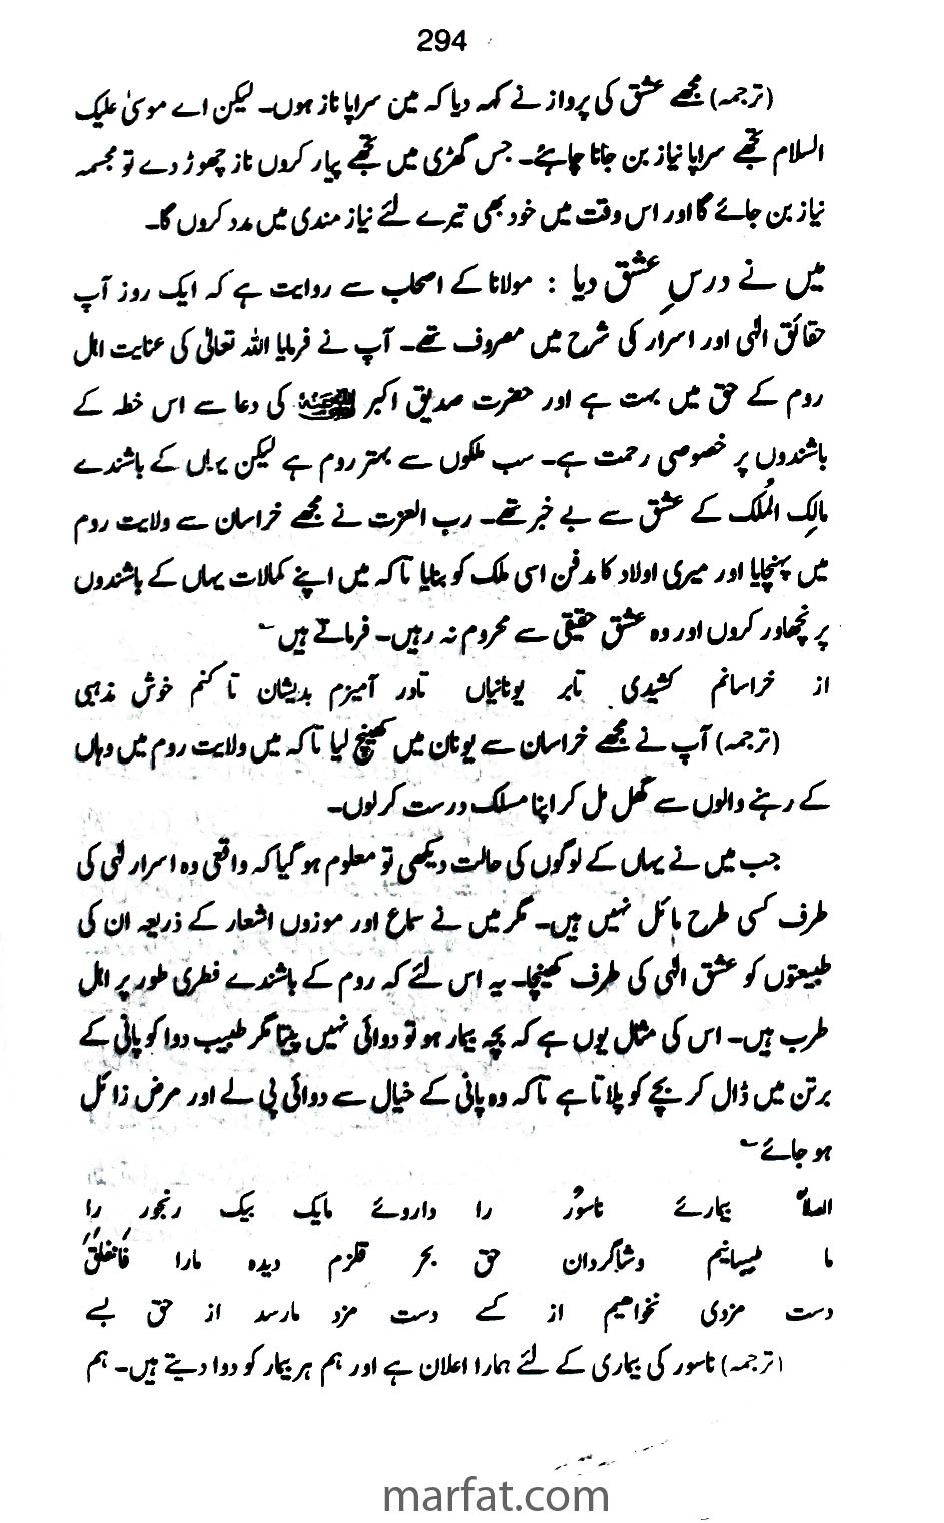 294
(ترجمہ) مجھے عشق کی پرواز نے کہہ دیا کہ میں سراپا ناز ہوں۔ لیکن اے موسیٰ علیک
السلام تجھے سراپا نیاز بن جانا چاہئے۔ جس گھڑی میں تجھے پیار کروں ناز چھوڑ دے تو مجسمہ
نیاز بن جائے گا اور اس وقت میں خود بھی تیرے لئے نیاز مندی میں مدد کروں گا۔
میں نے درسِ عشق دیا : مولانا کے اصحاب سے روایت ہے کہ ایک روز آپ
حقائق الٰہی اور اسرار کی شرح میں مصروف تھے۔ آپ نے فرمایا اللہ تعالیٰ کی عنایت اہل
روم کے حق میں بہت ہے اور حضرت صدیق اکبر کی دعا سے اس خطہ کے
باشندوں پر خصوصی رحمت ہے۔ سب ملکوں سے بہتر روم ہے لیکن یہاں کے باشندے
مالِک المُلک کے عشق سے بے خبر تھے۔ رب العزت نے مجھے خراسان سے ولایت روم
میں پہنچایا اور میری اولاد کا مدفن اسی ملک کو بنایا تاکہ میں اپنے کمالات یہاں کے باشندوں
پر نچھاور کروں اور وہ عشق حقیقی سے محروم نہ رہیں۔ فرماتے ہیں ؎
از خراسانم کشیدی تابر یونانیاں تادر آمیزم بدیشان تا کنم خوش مذہبی
(ترجمہ) آپ نے مجھے خراسان سے یونان میں کھینچ لیا تاکہ میں ولایت روم میں وہاں
کے رہنے والوں سے گھل مل کر اپنا مسلک درست کرلوں۔
جب میں نے یہاں کے لوگوں کی حالت دیکھی تو معلوم ہو گیا کہ واقعی وہ اسرار الٰہی کی
طرف کسی طرح مائل نہیں ہیں۔ مگر میں نے سماع اور موزوں اشعار کے ذریعہ ان کی
طبیعتوں کو عشق الٰہی کی طرف کھینچا۔ یہ اس لئے کہ روم کے باشندے فطری طور پر اہل
طرب ہیں۔ اس کی مثال یوں ہے کہ بچہ بیمار ہو تو دوائی نہیں پیتا مگر طبیب دوا کو پانی کے
برتن میں ڈال کر بچے کو پلاتا ہے تاکہ وہ پانی کے خیال سے دوائی پی لے اور مرض زائل
ہو جائے ؎
الصلا بیمارئے ناسُور را داروئے مایک بیک رنجور را
ما طبیبانیم وشاگردان حق بحر قلزم دیدہ مارا فَانفَلَقَ
دست مزدی نخواہیم از کسے دست مزد مارسد از حق بسے
(ترجمہ) ناسور کی بیماری کے لئے ہمارا اعلان ہے اور ہم ہر بیمار کو دوا دیتے ہیں۔ ہم
marfat.com